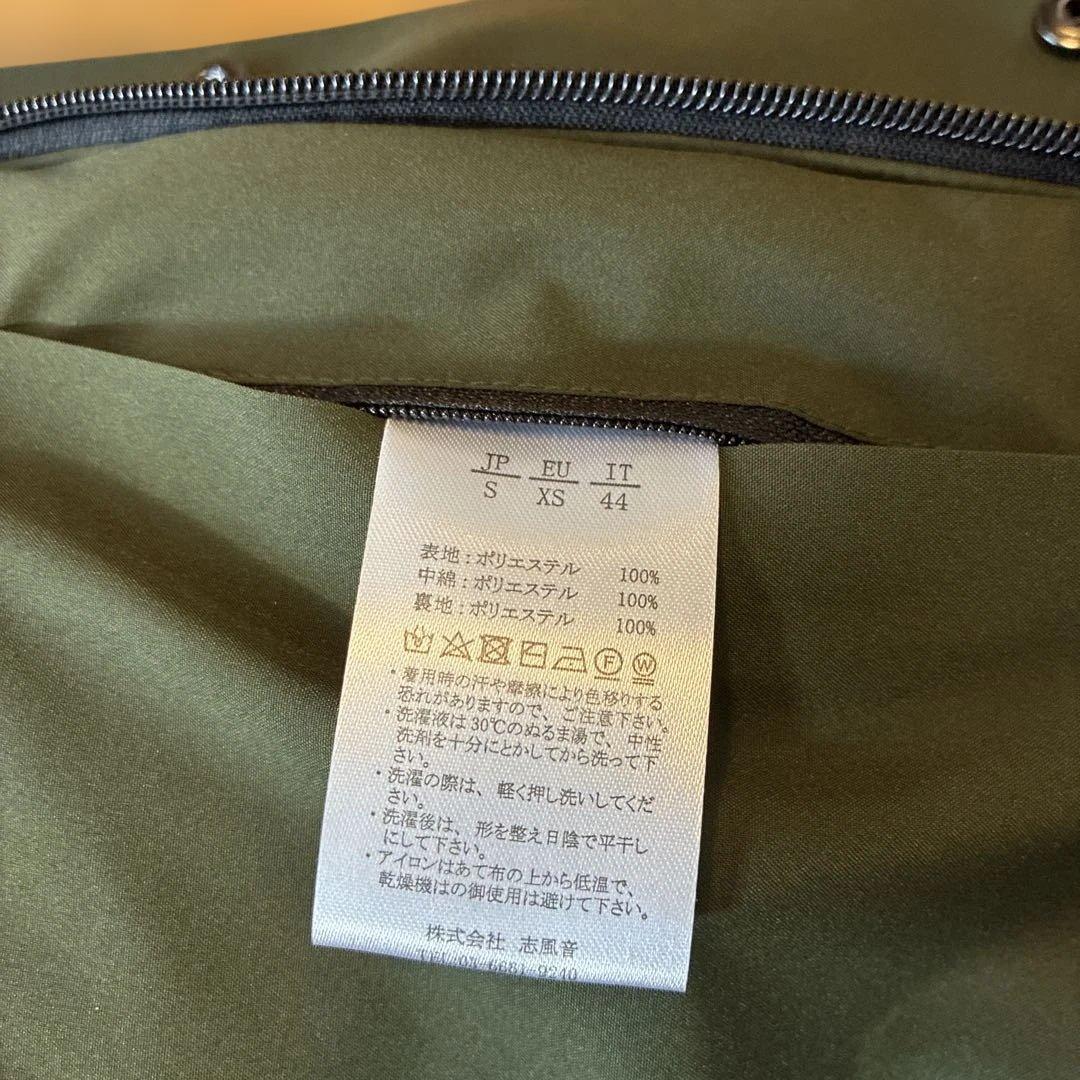 JP EU IT
S XS 44
表地:ポリエステル 100%
中綿:ポリエステル 100%
裏地:ポリエステル 100%
F W
・着用時の汗や摩擦により色移りする
恐れがありますので、ご注意下さい。
・洗濯液は30℃のぬるま湯で、中性
洗剤を十分にとかしてから洗って下
さい。
・洗濯の際は、軽く押し洗いしてくだ
さい。
・洗濯後は、形を整え日陰で平干し
にして下さい。
・アイロンはあて布の上から低温で、
乾燥機はの御使用は避けて下さい。
株式会社 志風音